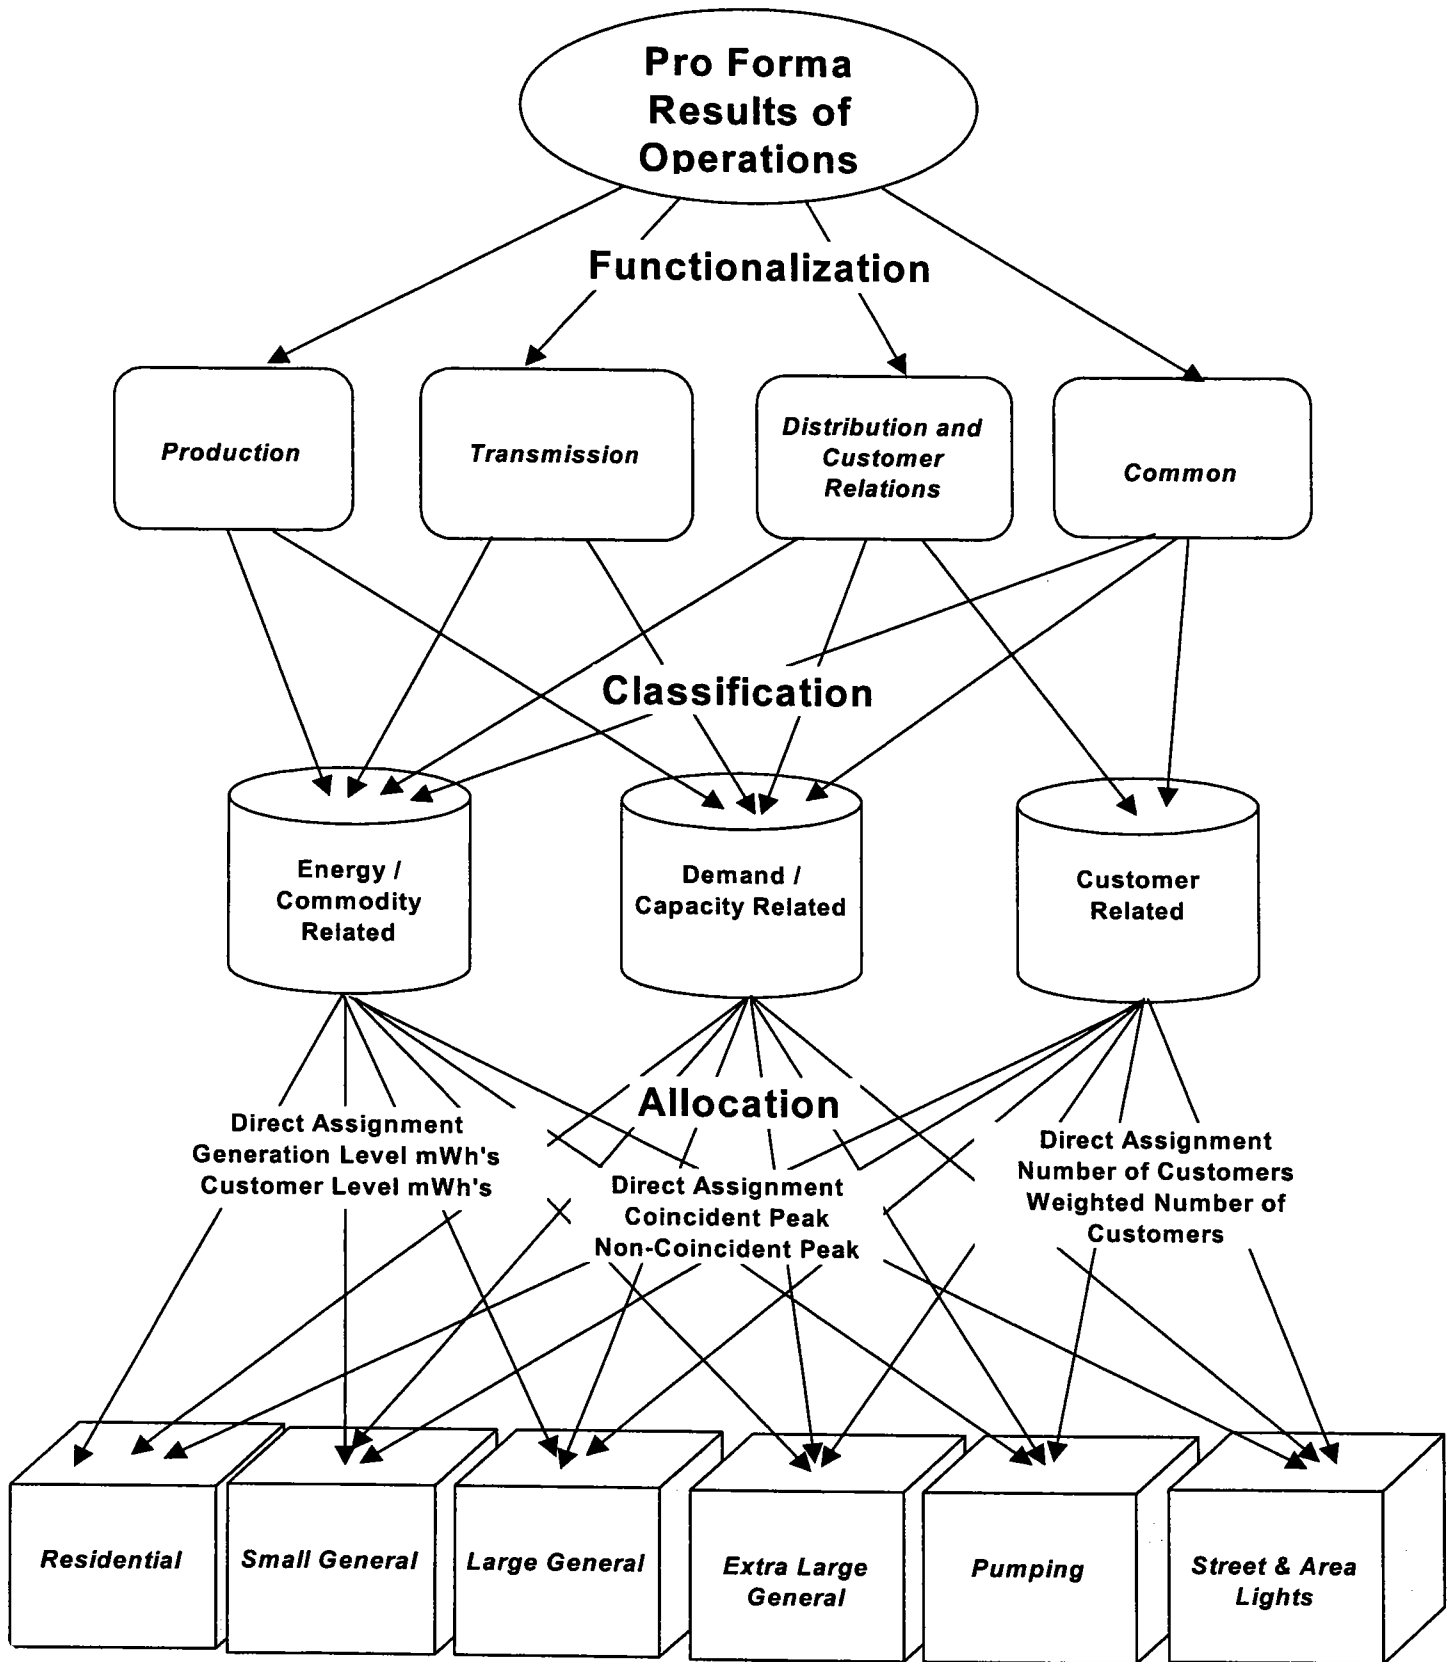 Pro Forma
Results of
Operations
Functionalization
Production
Transmission
Distribution and
Customer
Relations
Common
Classification
Energy /
Commodity
Related
Demand /
Capacity Related
Customer
Related
Allocation
Direct Assignment
Generation Level mWh's
Customer Level mWh's
Direct Assignment
Coincident Peak
Non-Coincident Peak
Direct Assignment
Number of Customers
Weighted Number of
Customers
Residential
Small General
Large General
Extra Large
General
Pumping
Street & Area
Lights